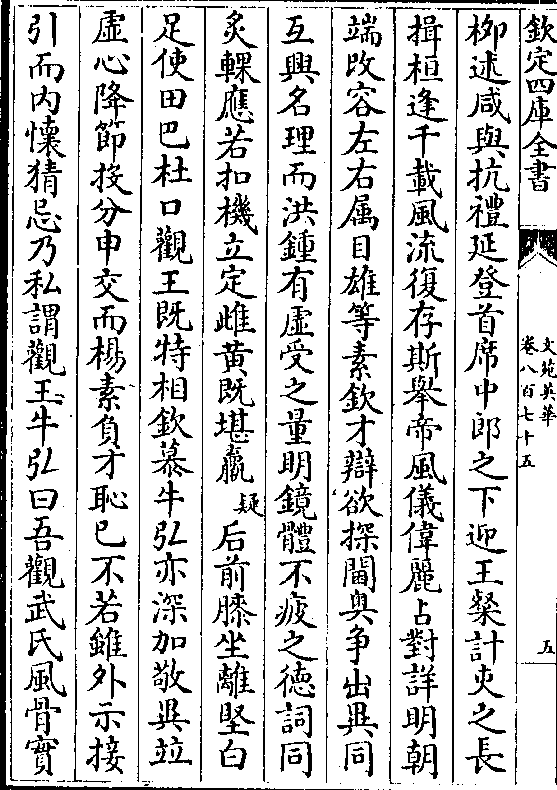 欽定四庫全書
文苑英華
卷八百七十五
五
柳述咸與抗禮延登首席中郎之下迎王粲計吏之長
揖桓逢千載風流復存斯舉帝風儀偉麗占對詳明朝
端改容左右属目雄等素欽才辯欲探閫奥争出異同
互興名理而洪鍾有虚受之量明鏡體不疲之徳詞同
炙輠應若扣機立定雌黄既堪羸疑后前膝坐離堅白
足使田巴杜口觀王既特相欽慕牛弘亦深加敬異竝
虚心降節投分申交而楊素負才恥已不若雖外示接
引而内懷猜忌乃私謂觀王牛弘曰吾觀武氏風骨實